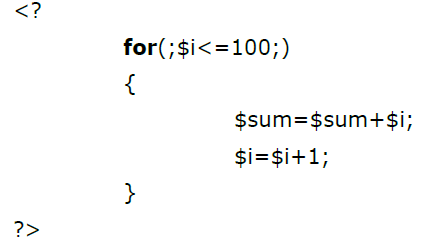 <?
for(;$i<=100;)
{
$sum=$sum+$i;
$i=$i+1;
}
?>